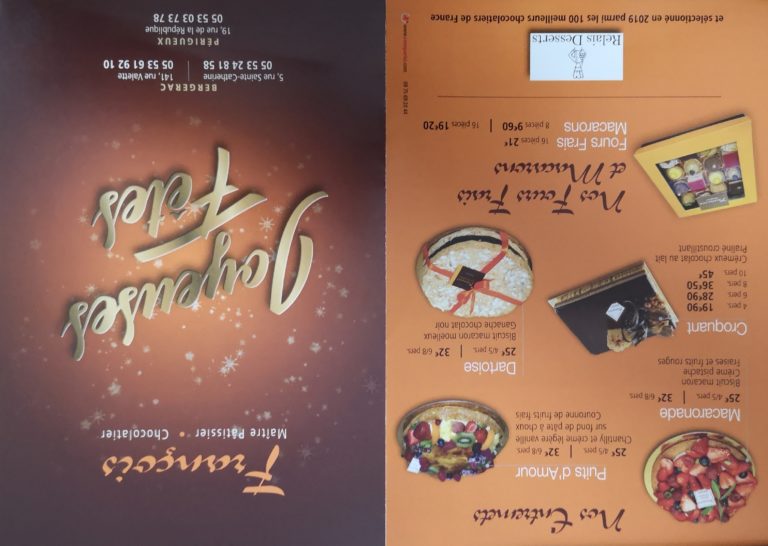 François
Maître Pâtissier • Chocolatier
Joyeuses
Fêtes
BERGERAC
5, rue Sainte-Catherine
05 53 24 81 58
141, rue Valette
05 53 61 92 10
PÉRIGUEUX
19, rue de la République
05 53 03 73 78
Nos Entremets
Puits d'Amour
25€ 4/5 pers. | 32€ 6/8 pers.
Chantilly et crème légère vanille
sur fond de pâte à choux
Couronne de fruits frais
Macaronade
25€ 4/5 pers. | 32€ 6/8 pers.
Biscuit macaron
Crème pistache
Fraises et fruits rouges
Dartoise
25€ 4/5 pers. | 32€ 6/8 pers.
Biscuit macaron moelleux
Ganache chocolat noir
Croquant
4 pers. 19€90
6 pers. 28€90
8 pers. 36€50
10 pers. 45€
Crémeux chocolat au lait
Praliné croustillant
Nos Fours Frais
et Macarons
Fours Frais
16 pièces 21€
Macarons
8 pièces 9€60 | 16 pièces 19€20
Relais Desserts
et sélectionné en 2019 parmi les 100 meilleurs chocolatiers de France